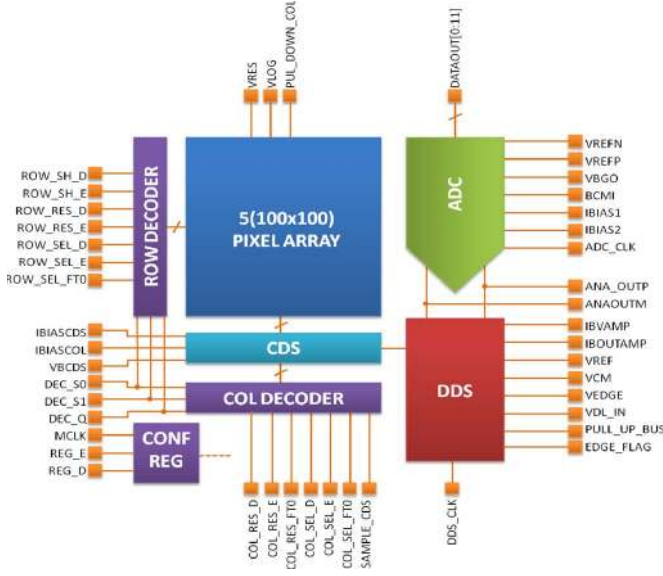 VRES
VLOG
PUL_DOWN_COL
DATAOUT[0:11]
ROW_SH_D
ROW_SH_E
ROW_RES_D
ROW_RES_E
ROW_SEL_D
ROW_SEL_E
ROW_SEL_FT0
ROW DECODER
5(100x100)
PIXEL ARRAY
ADC
VREFN
VREFP
VBGO
BCMI
IBIAS1
IBIAS2
ADC_CLK
ANA_OUTP
ANAOUTM
IBIASCDS
IBIASCOL
VBCDS
DEC_S0
DEC_S1
DEC_Q
MCLK
REG_E
REG_D
CDS
COL DECODER
CONF
REG
DDS
IBVAMP
IBOUTAMP
VREF
VCM
VEDGE
VDL_IN
PULL_UP_BUS
EDGE_FLAG
COL_RES_D
COL_RES_E
COL_RES_FT0
COL_SEL_D
COL_SEL_E
COL_SEL_FT0
SAMPLE_CDS
DDS_CLK